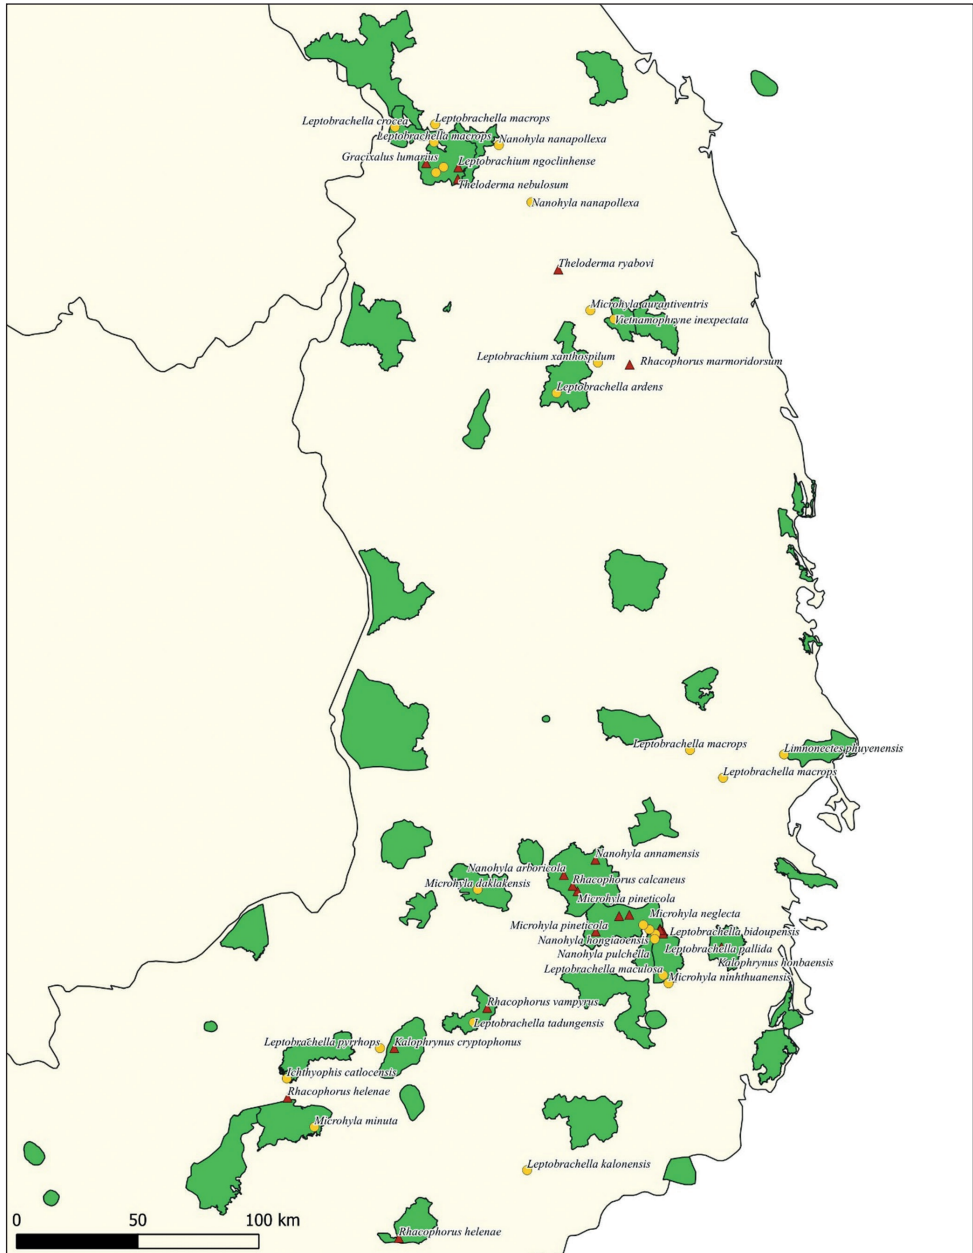 Leptobrachella macrops
Leptobrachella crocea
Leptobrachella macrops
Nanohyla nanapollexa
Gracixalus lumarius
Leptobrachium ngoclinhense
Theloderma nebulosum
Nanohyla nanapollexa
Theloderma ryabovi
Microhyla aurantiventris
Vietnamophryne inexpectata
Leptobrachium xanthospilum
Rhacophorus marmoridorsum
Leptobrachella ardens
Leptobrachella macrops
Limnonectes phuyenensis
Leptobrachella macrops
Nanohyla annamensis
Nanohyla arboricola
Rhacophorus calcaneus
Microhyla daklakensis
Microhyla pineticola
Microhyla neglecta
Microhyla pineticola
Leptobrachella bidoupensis
Nanohyla hongiaoensis
Leptobrachella pallida
Nanohyla pulchella
Kalophrynus honbaensis
Leptobrachella maculosa
Microhyla ninhthuanensis
Rhacophorus vampyrus
Leptobrachella tadungensis
Leptobrachella pyrrhops
Kalophrynus cryptophonus
Ichthyophis catlocensis
Rhacophorus helenae
Microhyla minuta
Leptobrachella kalonensis
Rhacophorus helenae
0 50 100 km